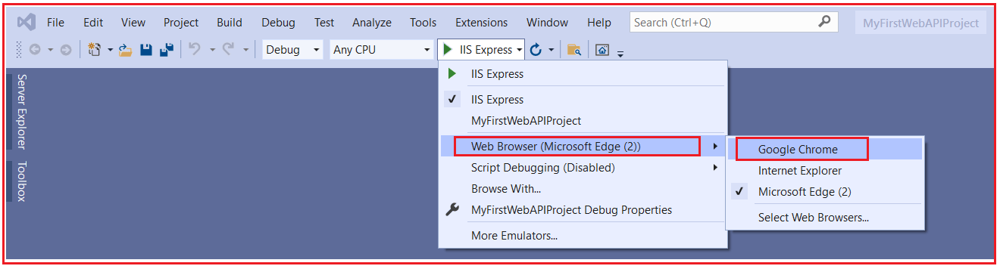 File Edit View Project Build Debug Test Analyze Tools Extensions Window Help Search (Ctrl+Q) MyFirstWebAPIProject
Debug Any CPU IIS Express
Server Explorer
Toolbox
IIS Express
IIS Express
MyFirstWebAPIProject
Web Browser (Microsoft Edge (2))
Script Debugging (Disabled)
Browse With...
MyFirstWebAPIProject Debug Properties
More Emulators...
Google Chrome
Internet Explorer
Microsoft Edge (2)
Select Web Browsers...